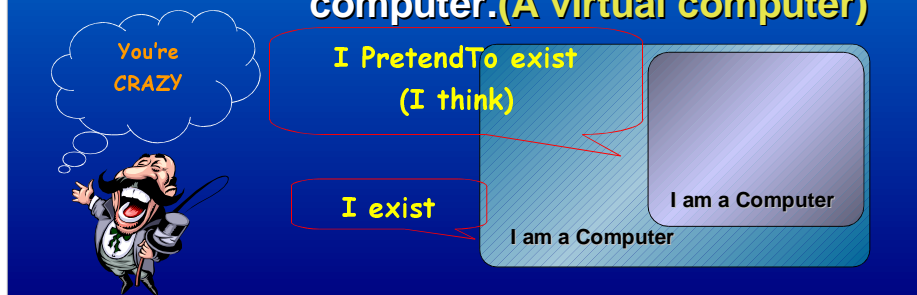 computer.(A virtual computer)
You're
CRAZY
I PretendTo exist
(I think)
I am a Computer
I exist
I am a Computer